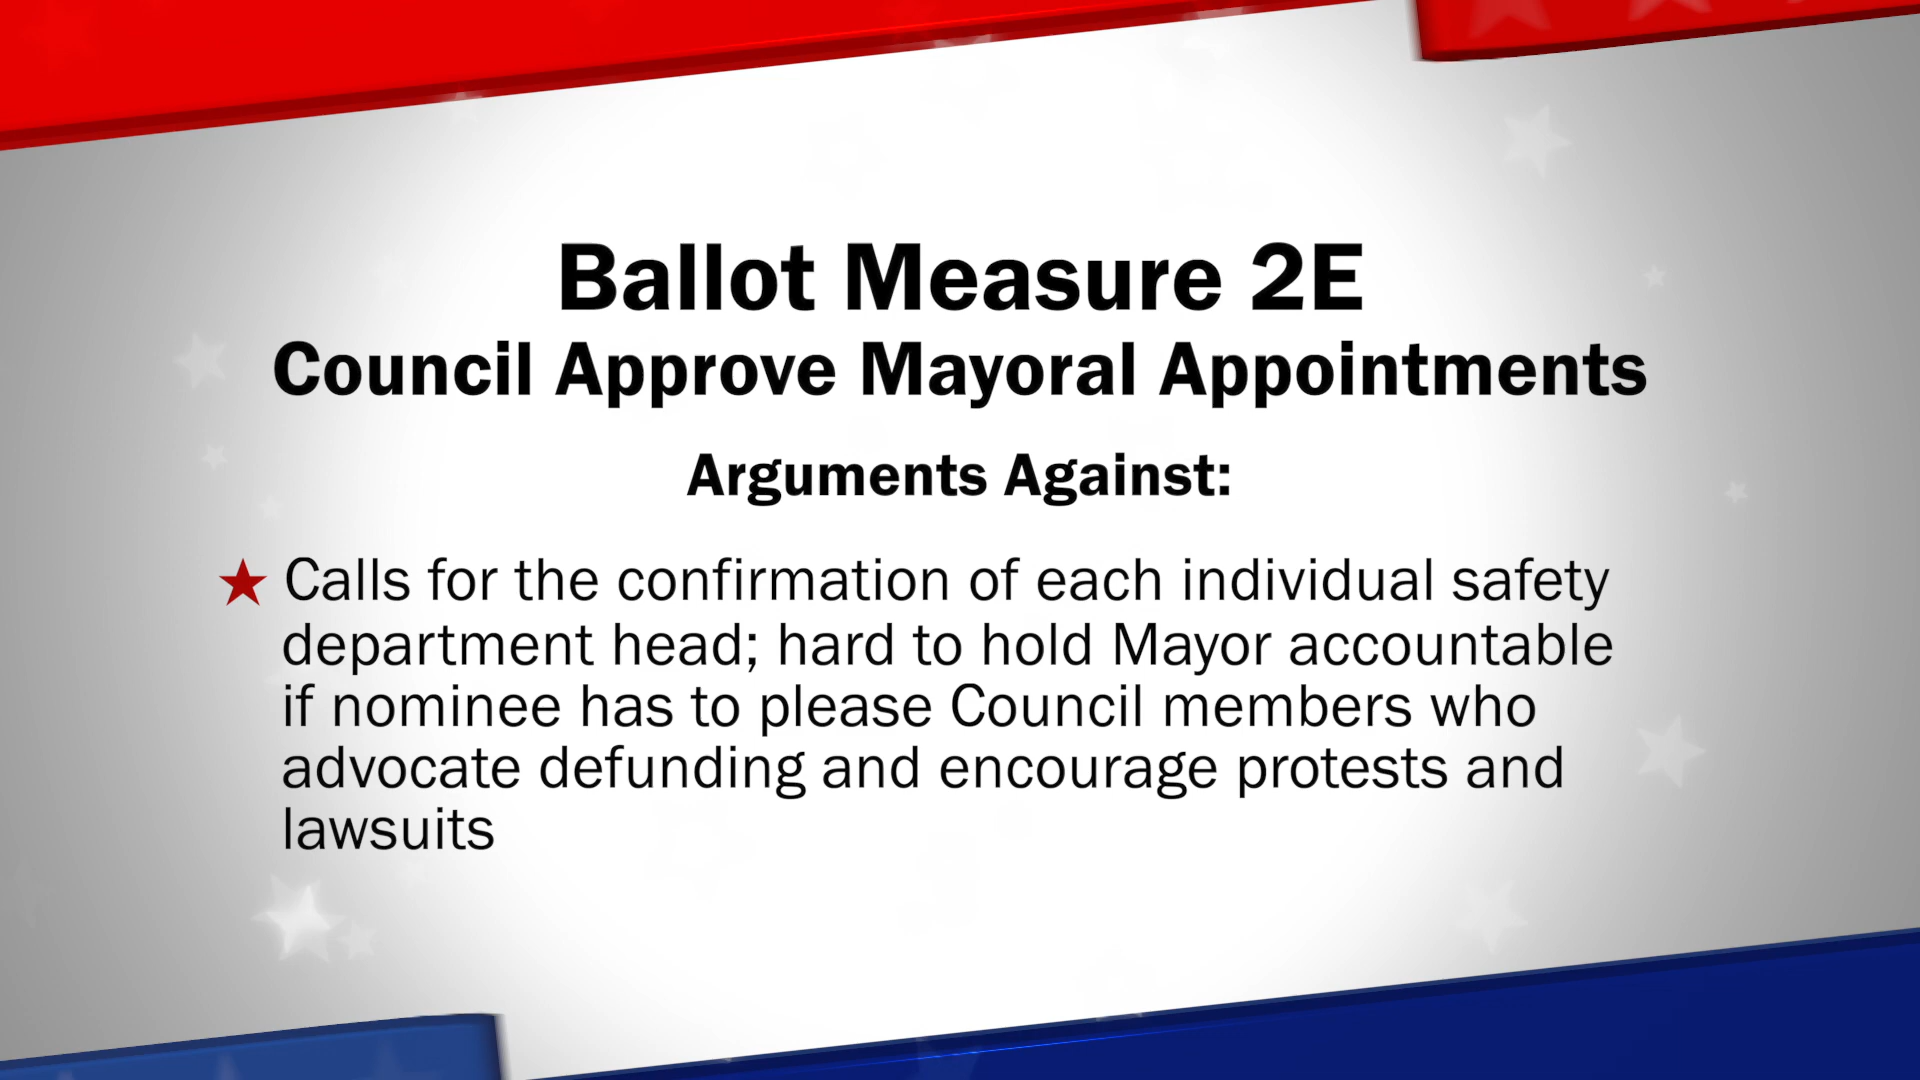 Ballot Measure 2E
Council Approve Mayoral Appointments
Arguments Against:
Calls for the confirmation of each individual safety
department head; hard to hold Mayor accountable
if nominee has to please Council members who
advocate defunding and encourage protests and
lawsuits